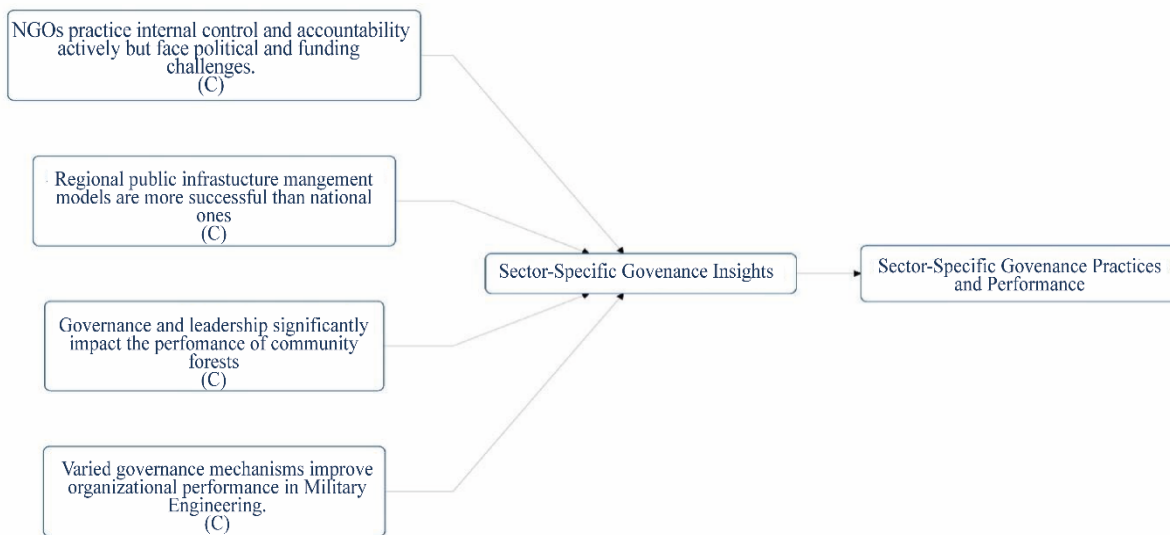 NGOs practice internal control and accountability
actively but face political and funding
challenges.
(C)
Regional public infrastucture mangement
models are more successful than national
ones
(C)
Governance and leadership significantly
impact the perfomance of community
forests
(C)
Varied governance mechanisms improve
organizational performance in Military
Engineering.
(C)
Sector-Specific Govenance Insights
Sector-Specific Govenance Practices
and Performance